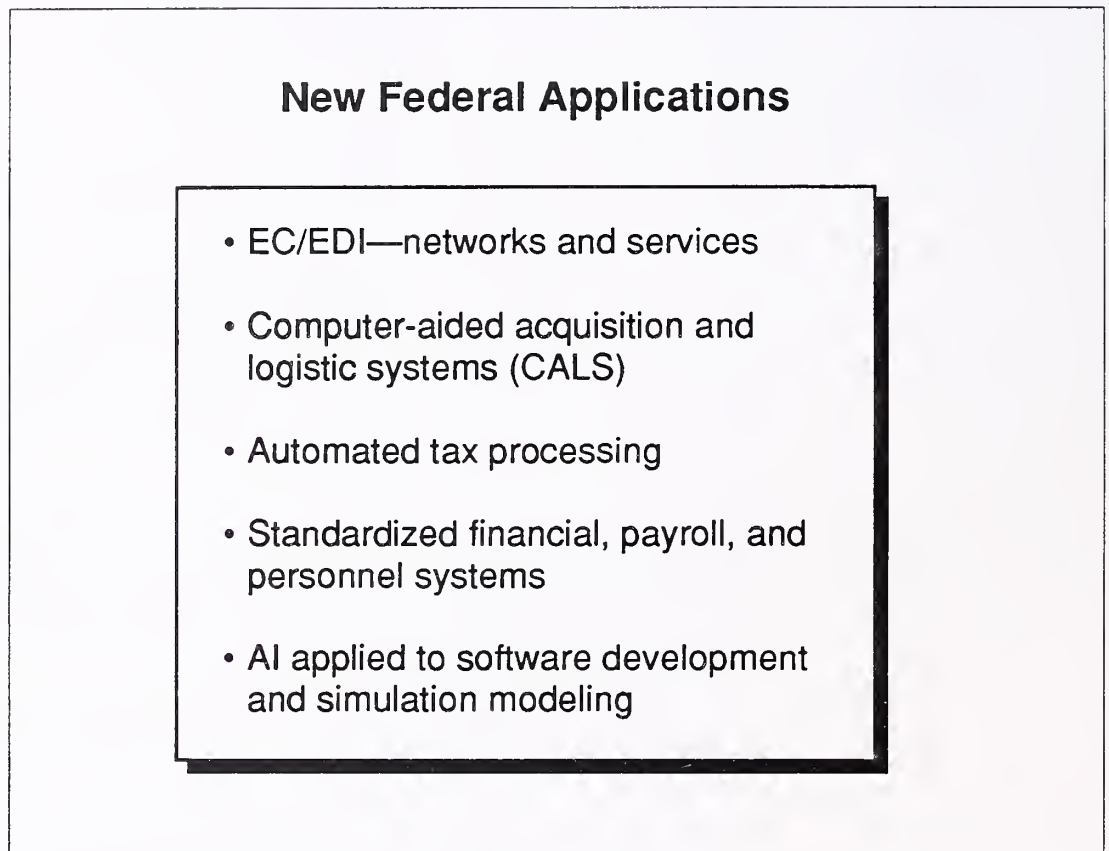 New Federal Applications
• EC/EDI—networks and services
• Computer-aided acquisition and
logistic systems (CALS)
• Automated tax processing
• Standardized financial, payroll, and
personnel systems
• AI applied to software development
and simulation modeling